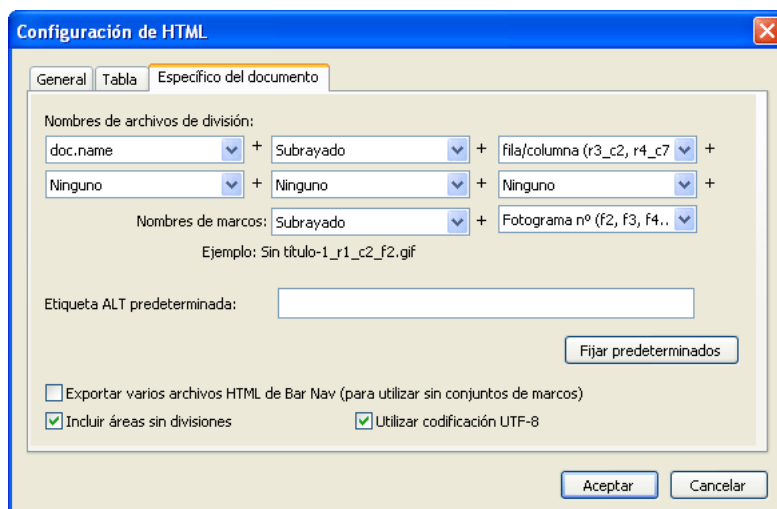 Configuración de HTML
General Tabla Específico del documento
Nombres de archivos de división:
doc.name + Subrayado + fila/columna (r3_c2, r4_c7 +
Ninguno + Ninguno + Ninguno +
Nombres de marcos: Subrayado + Fotograma nº (f2, f3, f4..
Ejemplo: Sin título-1_r1_c2_f2.gif
Etiqueta ALT predeterminada:
Fijar predeterminados
Exportar varios archivos HTML de Bar Nav (para utilizar sin conjuntos de marcos)
Incluir áreas sin divisiones Utilizar codificación UTF-8
Aceptar Cancelar